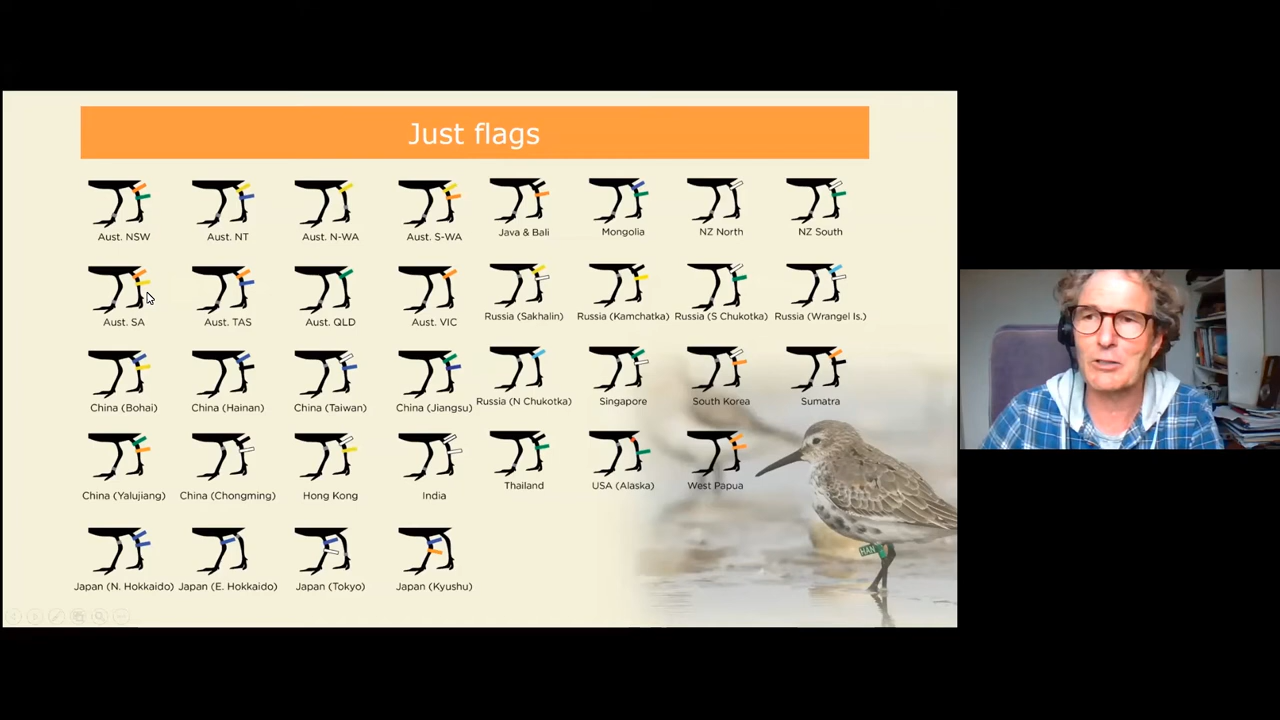 Just flags
Aust. NSW Aust. NT Aust. N-WA Aust. S-WA Java & Bali Mongolia NZ North NZ South
Aust. SA Aust. TAS Aust. QLD Aust. VIC Russia (Sakhalin) Russia (Kamchatka) Russia (S Chukotka) Russia (Wrangel Is.)
China (Bohai) China (Hainan) China (Taiwan) China (Jiangsu) Russia (N Chukotka) Singapore South Korea Sumatra
China (Yalujiang) China (Chongming) Hong Kong India Thailand USA (Alaska) West Papua
HAN
Japan (N. Hokkaido) Japan (E. Hokkaido) Japan (Tokyo) Japan (Kyushu)